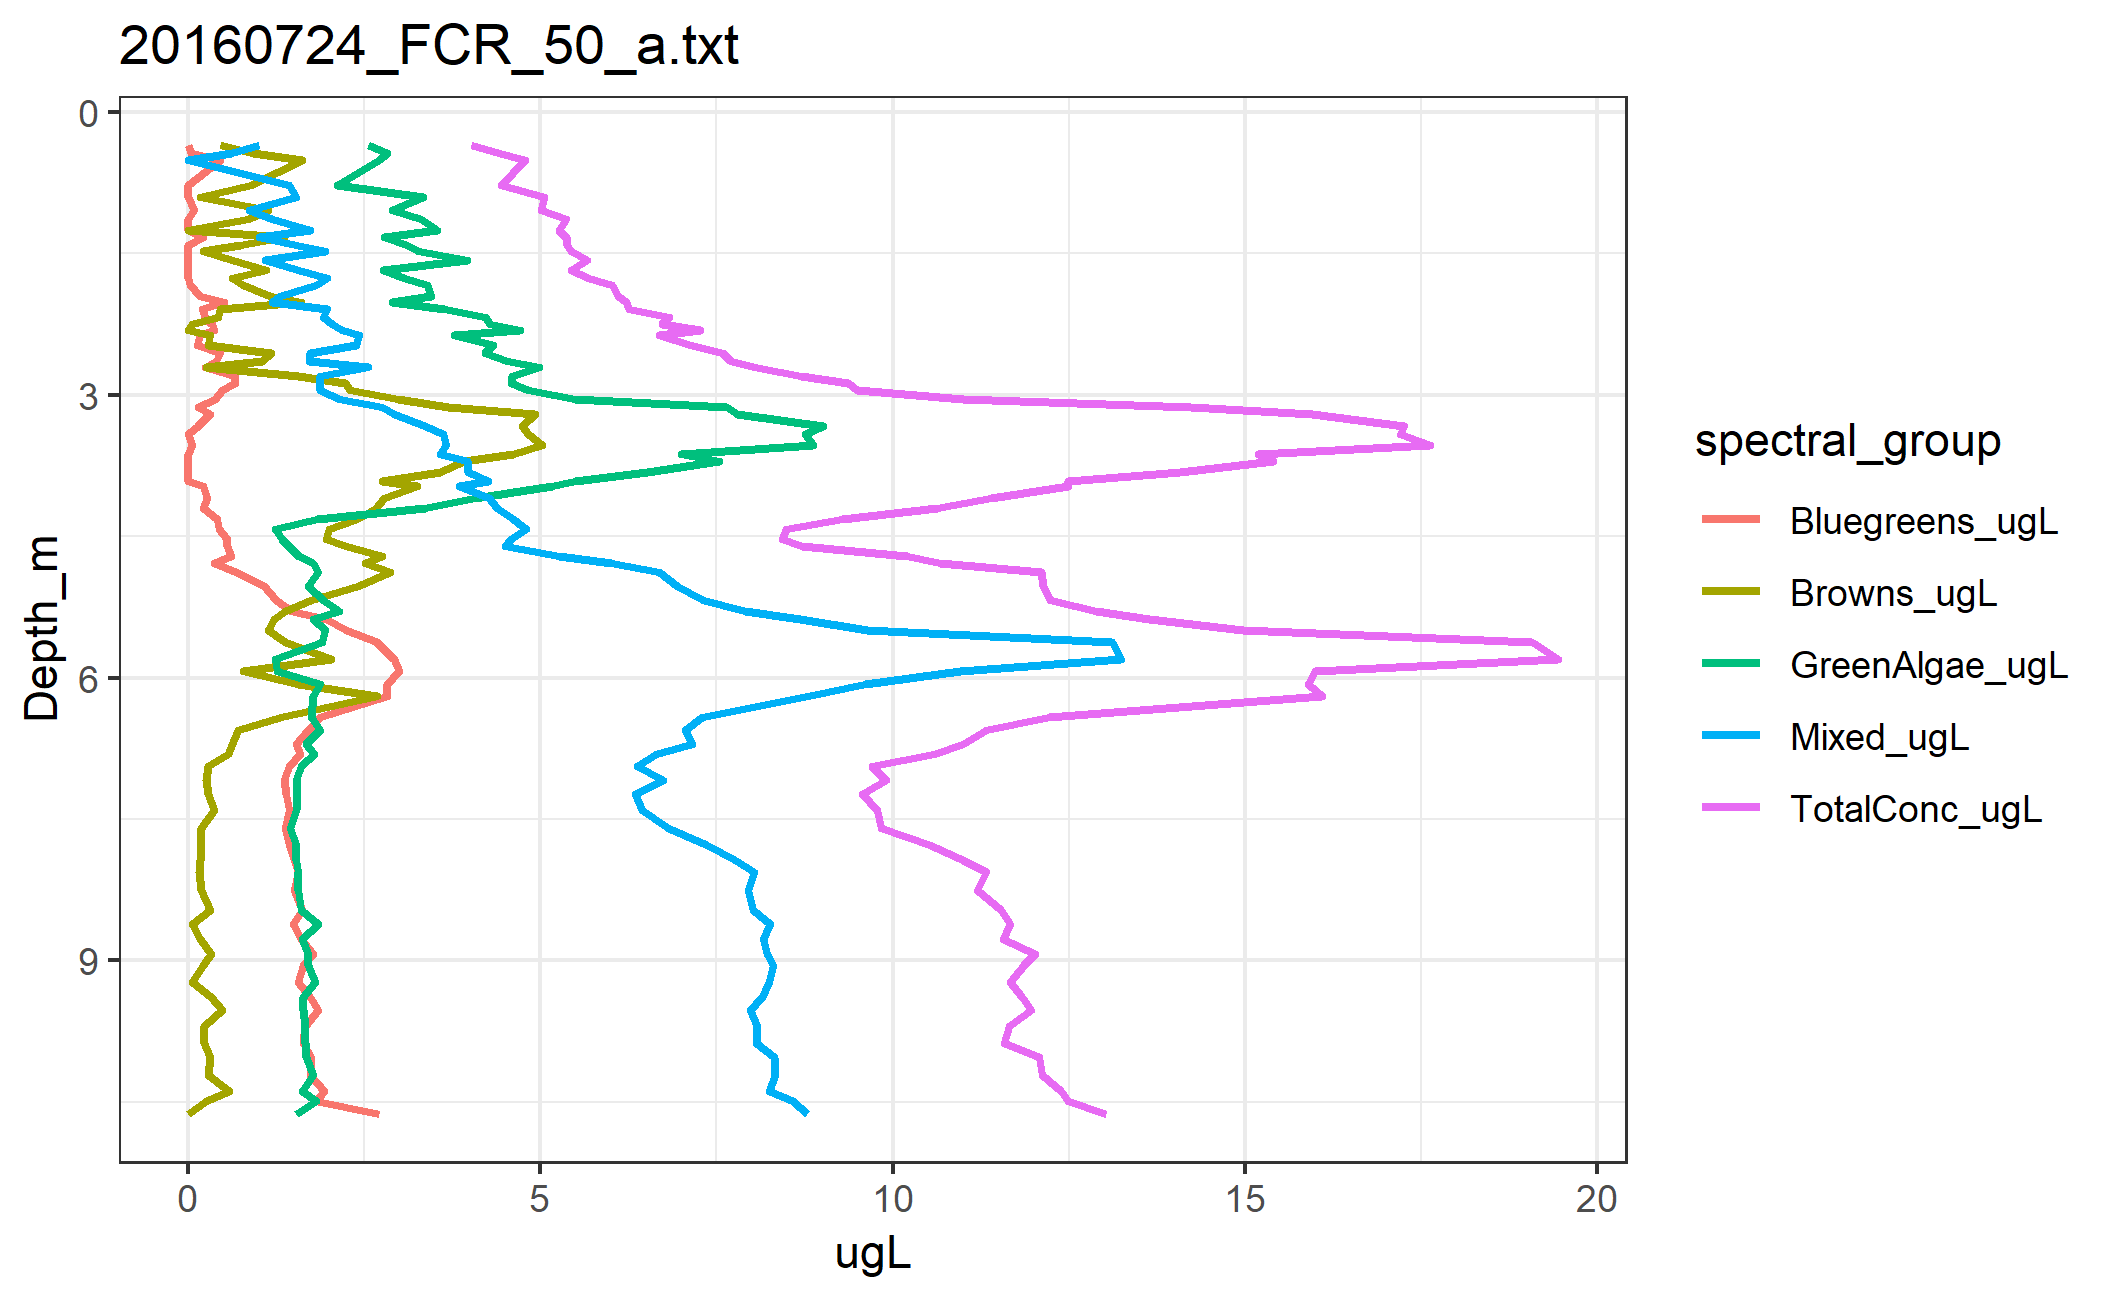 20160724_FCR_50_a.txt
0
3
6
9
Depth_m
0 5 10 15 20
ugL
spectral_group
Bluegreens_ugL
Browns_ugL
GreenAlgae_ugL
Mixed_ugL
TotalConc_ugL